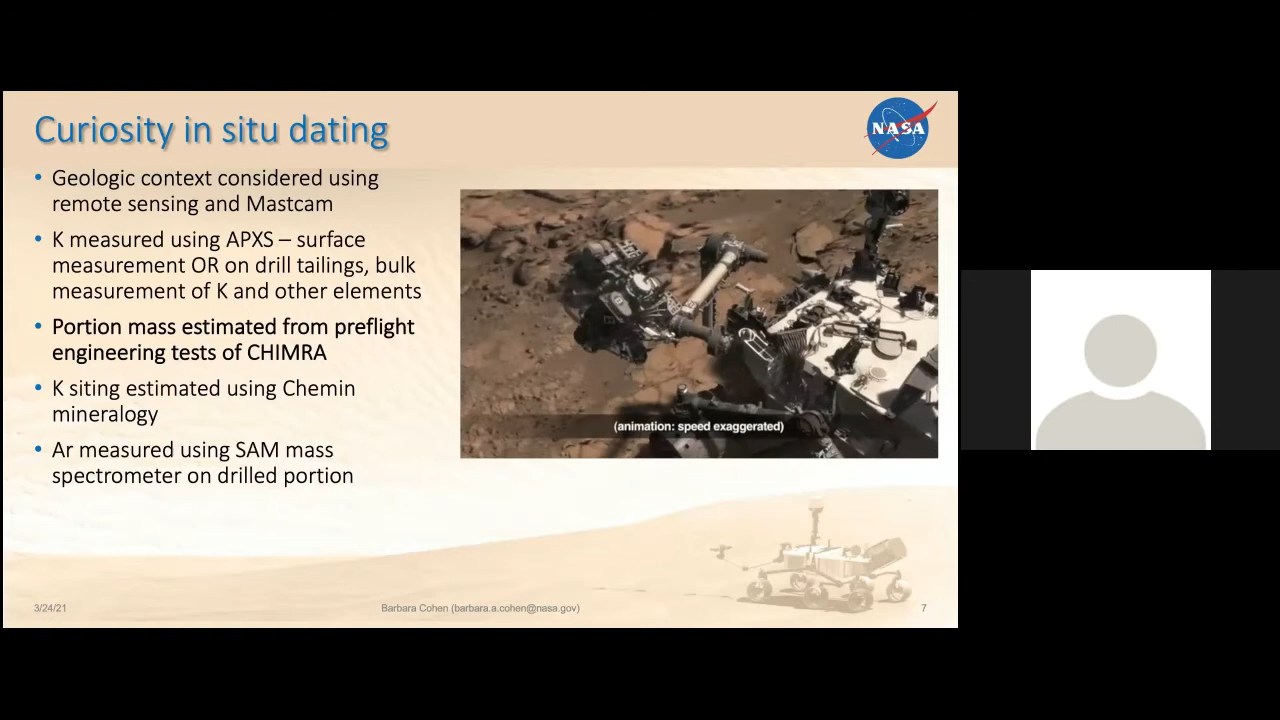 Curiosity in situ dating
NASA
• Geologic context considered using
remote sensing and Mastcam
• K measured using APXS – surface
measurement OR on drill tailings, bulk
measurement of K and other elements
• Portion mass estimated from preflight
engineering tests of CHIMRA
• K siting estimated using Chemin
mineralogy
• Ar measured using SAM mass
spectrometer on drilled portion
(animation: speed exaggerated)
3/24/21
Barbara Cohen (barbara.a.cohen@nasa.gov)
7